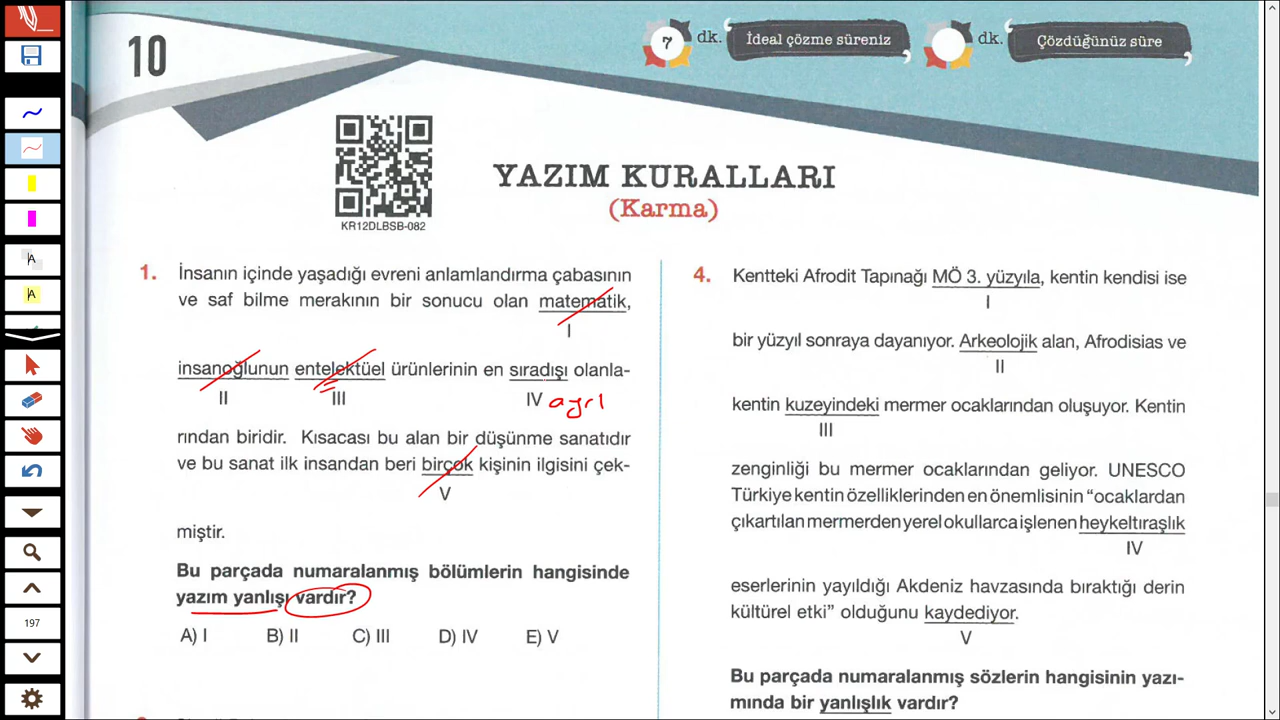 10
7 dk. İdeal çözme süreniz
dk. Çözdüğünüz süre
KR12DLBSB-082
YAZIM KURALLARI
(Karma)
1. İnsanın içinde yaşadığı evreni anlamlandırma çabasının
ve saf bilme merakının bir sonucu olan matematik,
I
insanoğlunun entelektüel ürünlerinin en sıradışı olanla-
II III IV ayrı
rından biridir. Kısacası bu alan bir düşünme sanatıdır
ve bu sanat ilk insandan beri birçok kişinin ilgisini çek-
V
miştir.
Bu parçada numaralanmış bölümlerin hangisinde
yazım yanlışı vardır?
A) I B) II C) III D) IV E) V
4. Kentteki Afrodit Tapınağı MÖ 3. yüzyıla, kentin kendisi ise
I
bir yüzyıl sonraya dayanıyor. Arkeolojik alan, Afrodisias ve
II
kentin kuzeyindeki mermer ocaklarından oluşuyor. Kentin
III
zenginliği bu mermer ocaklarından geliyor. UNESCO
Türkiye kentin özelliklerinden en önemlisinin “ocaklardan
çıkartılan mermerden yerel okullarca işlenen heykeltıraşlık
IV
eserlerinin yayıldığı Akdeniz havzasında bıraktığı derin
kültürel etki” olduğunu kaydediyor.
V
Bu parçada numaralanmış sözlerin hangisinin yazı-
mında bir yanlışlık vardır?
A
A
197